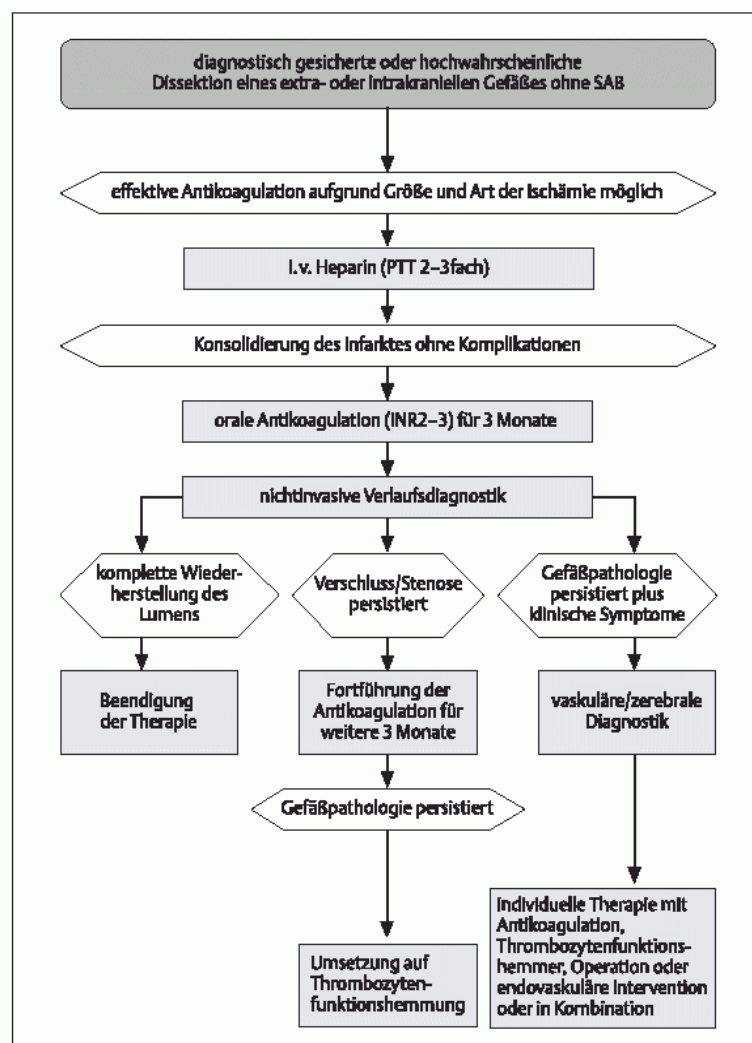 diagnostisch gesicherte oder hochwahrscheinliche
Dissektion eines extra- oder intrakraniellen Gefäßes ohne SAB
effektive Antikoagulation aufgrund Größe und Art der Ischämie möglich
i.v. Heparin (PTT 2–3fach)
Konsolidierung des Infarktes ohne Komplikationen
orale Antikoagulation (INR2–3) für 3 Monate
nichtinvasive Verlaufsdiagnostik
komplette Wieder-
herstellung des
Lumens
Verschluss/Stenose
persistiert
Gefäßpathologie
persistiert plus
klinische Symptome
Beendigung
der Therapie
Fortführung der
Antikoagulation für
weitere 3 Monate
vaskuläre/zerebrale
Diagnostik
Gefäßpathologie persistiert
Umsetzung auf
Thrombozyten-
funktionshemmung
Individuelle Therapie mit
Antikoagulation,
Thrombozytenfunktions-
hemmer, Operation oder
endovaskuläre Intervention
oder in Kombination